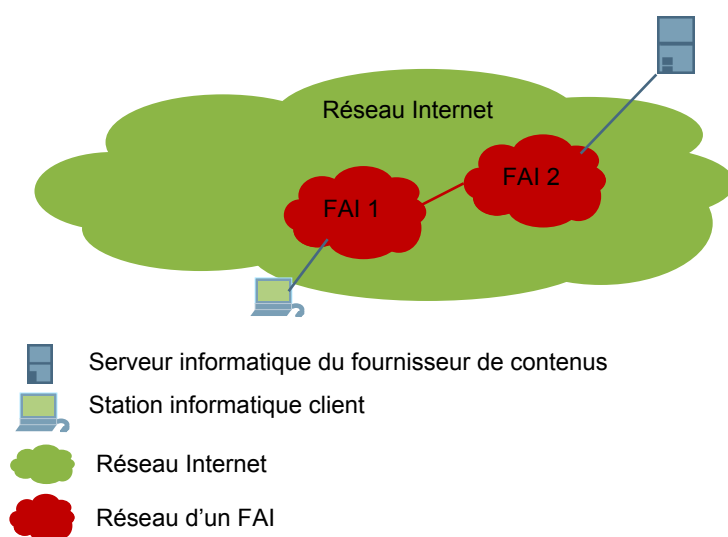 Réseau Internet
FAI 2
FAI 1
Serveur informatique du fournisseur de contenus
Station informatique client
Réseau Internet
Réseau d'un FAI